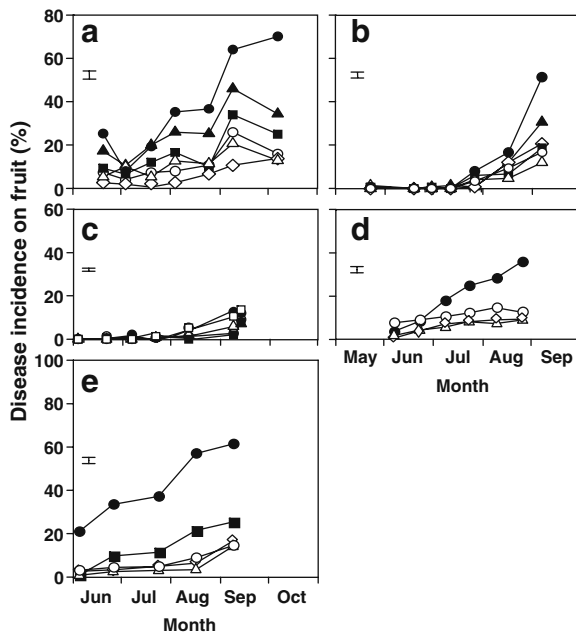 Disease incidence on fruit (%)
a
80
60
40
20
0
b
c
60
40
20
0
d
May Jun Jul Aug Sep
Month
e
100
80
60
40
20
0
Jun Jul Aug Sep Oct
Month